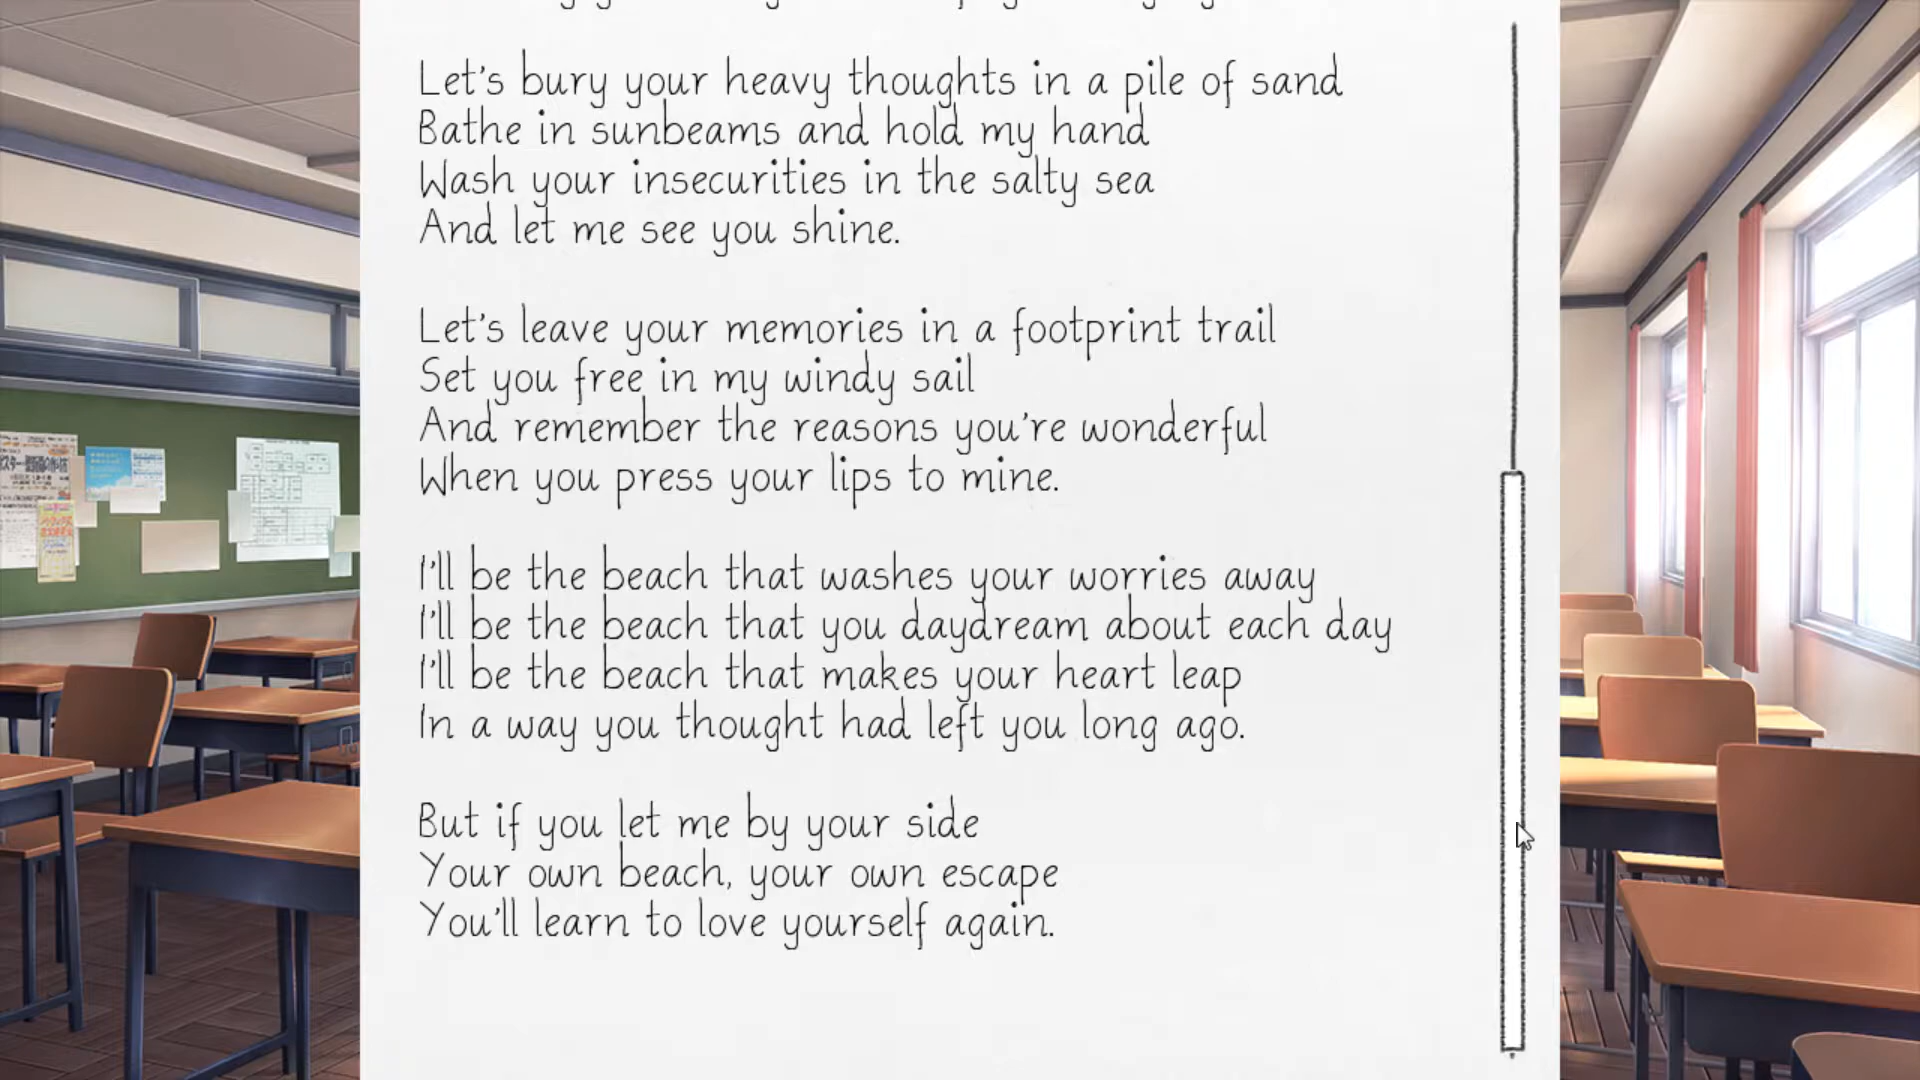 Let's bury your heavy thoughts in a pile of sand
Bathe in sunbeams and hold my hand
Wash your insecurities in the salty sea
And let me see you shine.
Let's leave your memories in a footprint trail
Set you free in my windy sail
And remember the reasons you're wonderful
When you press your lips to mine.
I'll be the beach that washes your worries away
I'll be the beach that you daydream about each day
I'll be the beach that makes your heart leap
In a way you thought had left you long ago.
But if you let me by your side
Your own beach, your own escape
You'll learn to love yourself again.